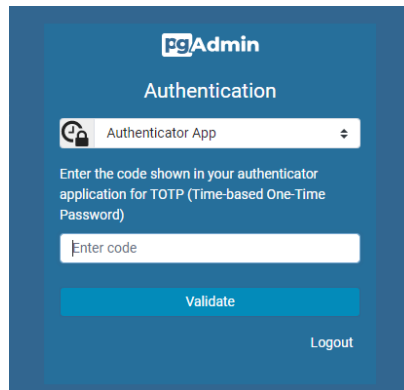 pgAdmin
Authentication
Authenticator App
Enter the code shown in your authenticator
application for TOTP (Time-based One-Time
Password)
Enter code
Validate
Logout